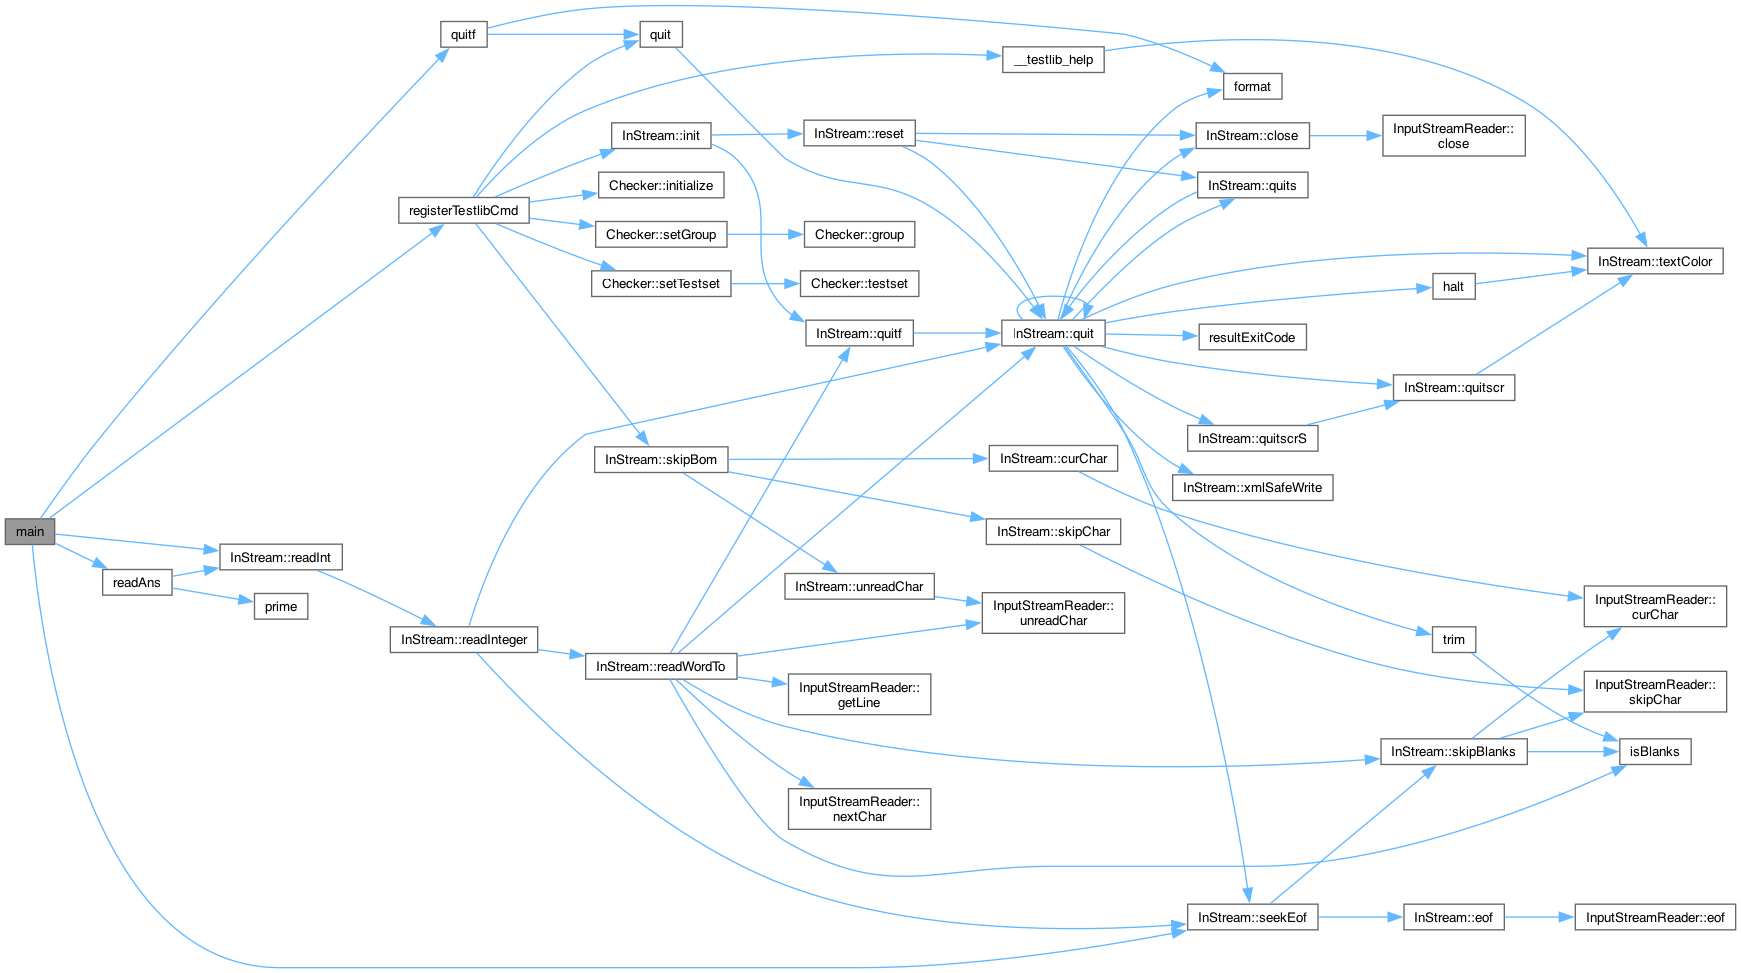 quitf
quit
__testlib_help
format
InStream::init
InStream::reset
InStream::close
InputStreamReader::
close
Checker::initialize
InStream::quits
registerTestlibCmd
Checker::setGroup
Checker::group
InStream::textColor
Checker::setTestset
Checker::testset
halt
InStream::quitf
InStream::quit
resultExitCode
InStream::quitscr
InStream::quitscrS
InStream::skipBom
InStream::curChar
InStream::xmlSafeWrite
main
InStream::skipChar
InStream::readInt
readAns
InStream::unreadChar
prime
InputStreamReader::
unreadChar
InputStreamReader::
curChar
InStream::readInteger
trim
InStream::readWordTo
InputStreamReader::
getLine
InputStreamReader::
skipChar
InStream::skipBlanks
isBlanks
InputStreamReader::
nextChar
InStream::seekEof
InStream::eof
InputStreamReader::eof